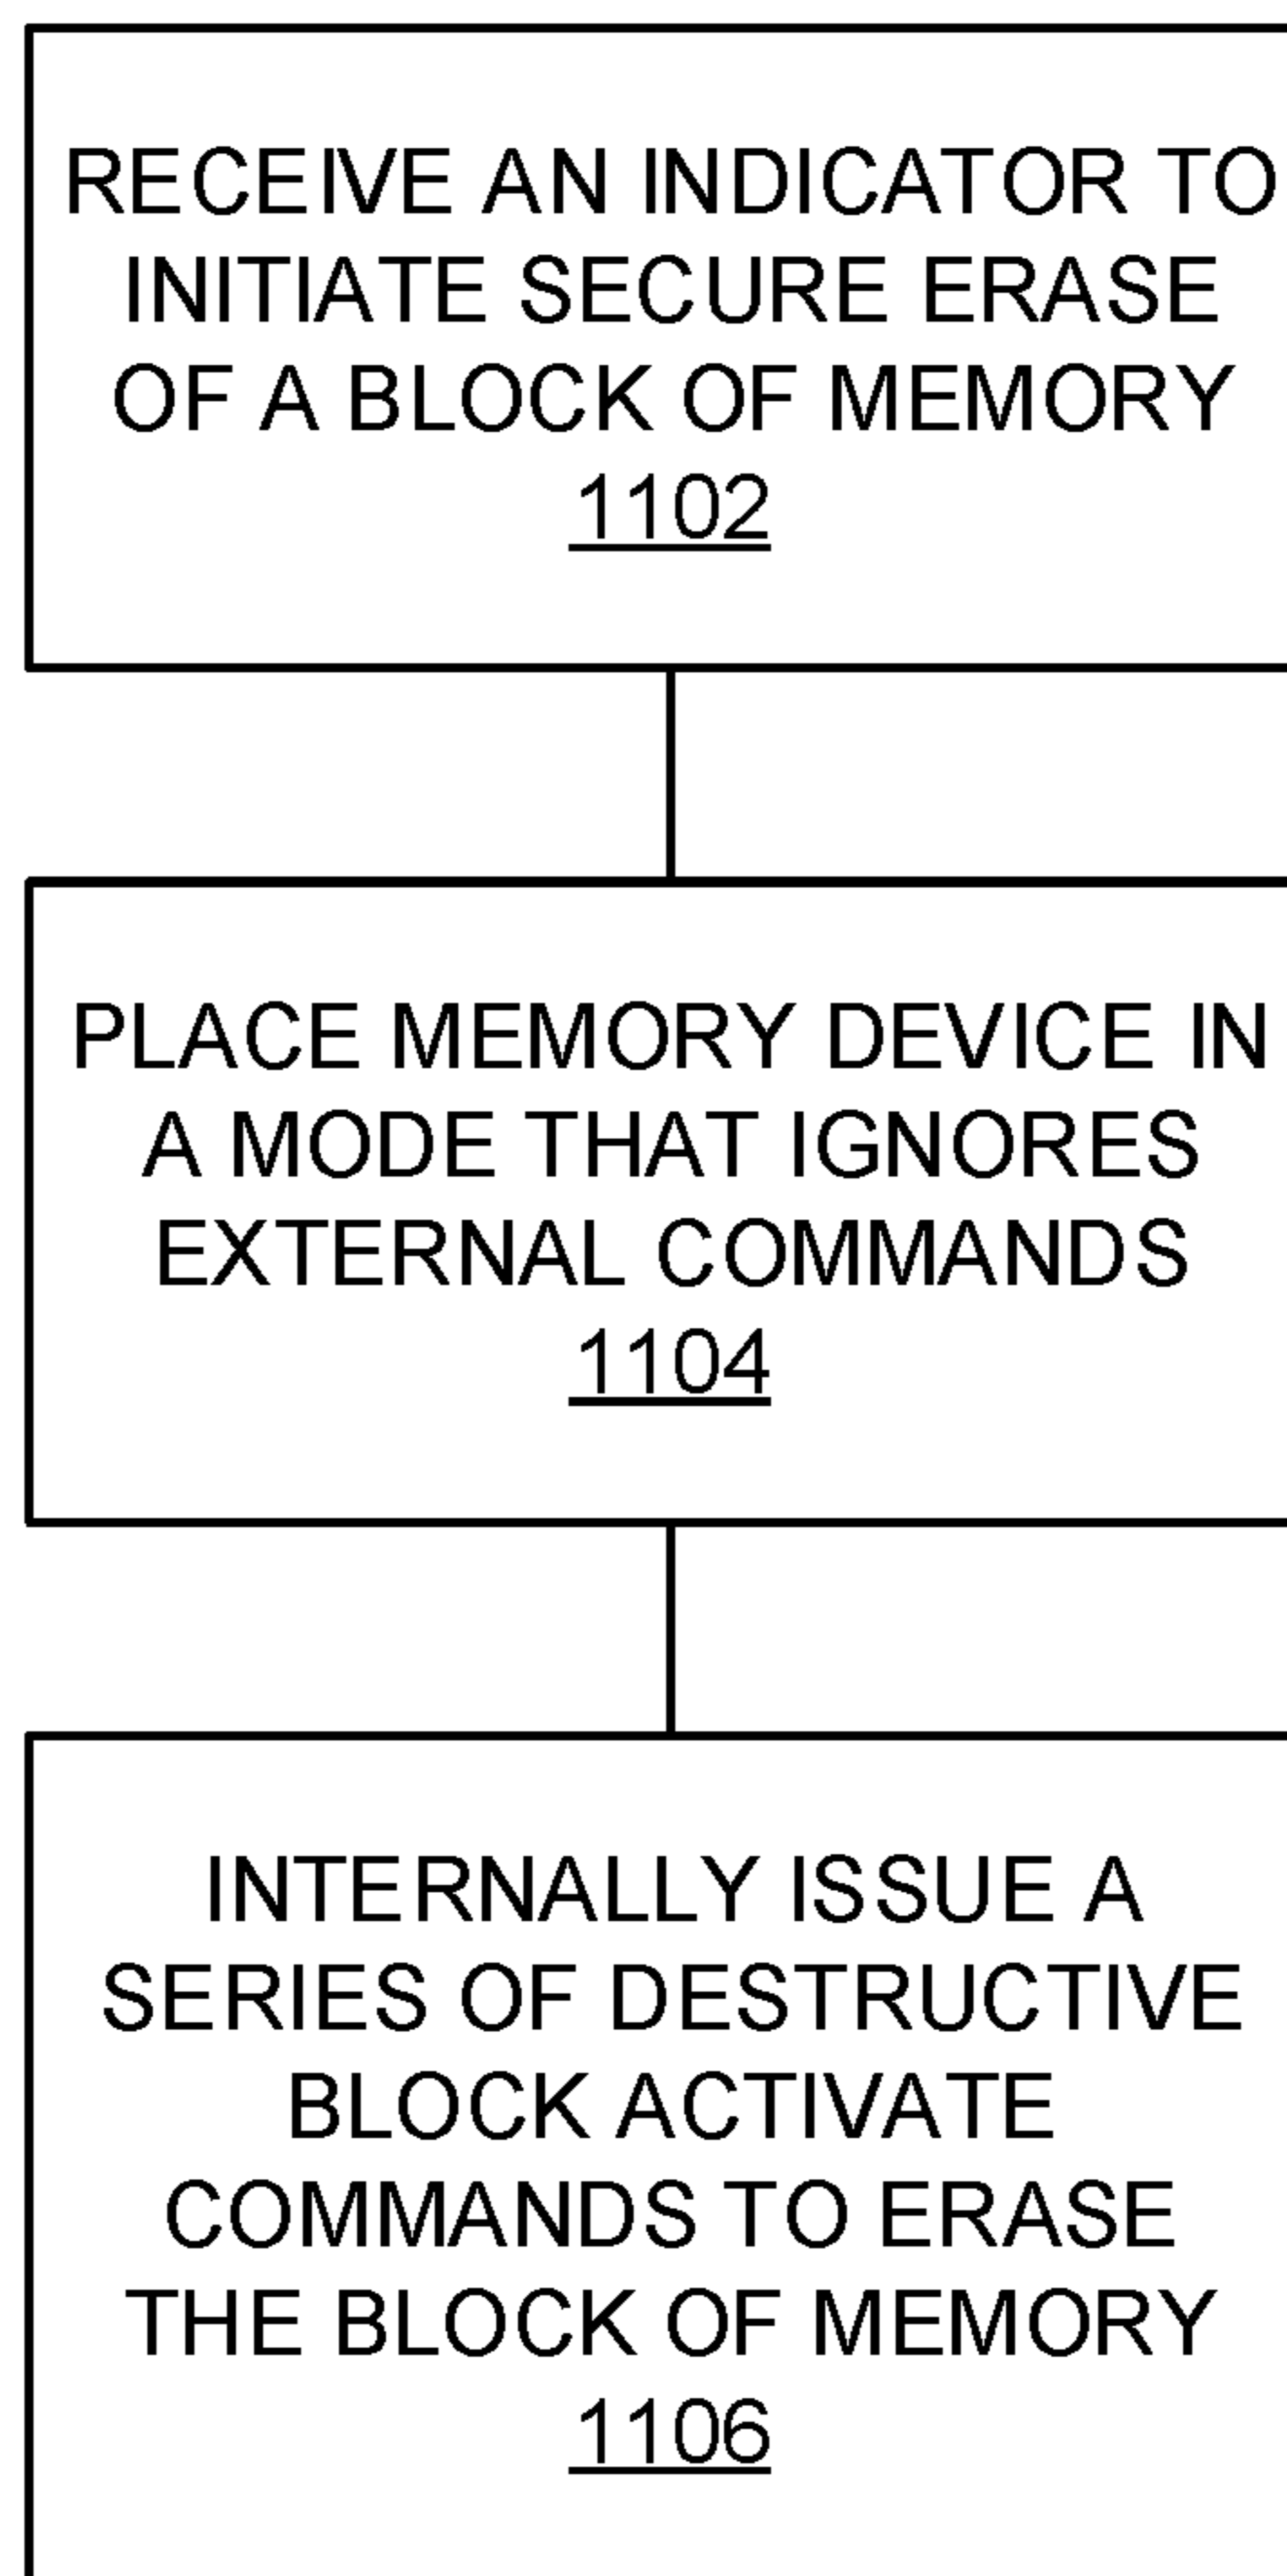 RECEIVE AN INDICATOR TO
INITIATE SECURE ERASE
OF A BLOCK OF MEMORY
1102
PLACE MEMORY DEVICE IN
A MODE THAT IGNORES
EXTERNAL COMMANDS
1104
INTERNALLY ISSUE A
SERIES OF DESTRUCTIVE
BLOCK ACTIVATE
COMMANDS TO ERASE
THE BLOCK OF MEMORY
1106